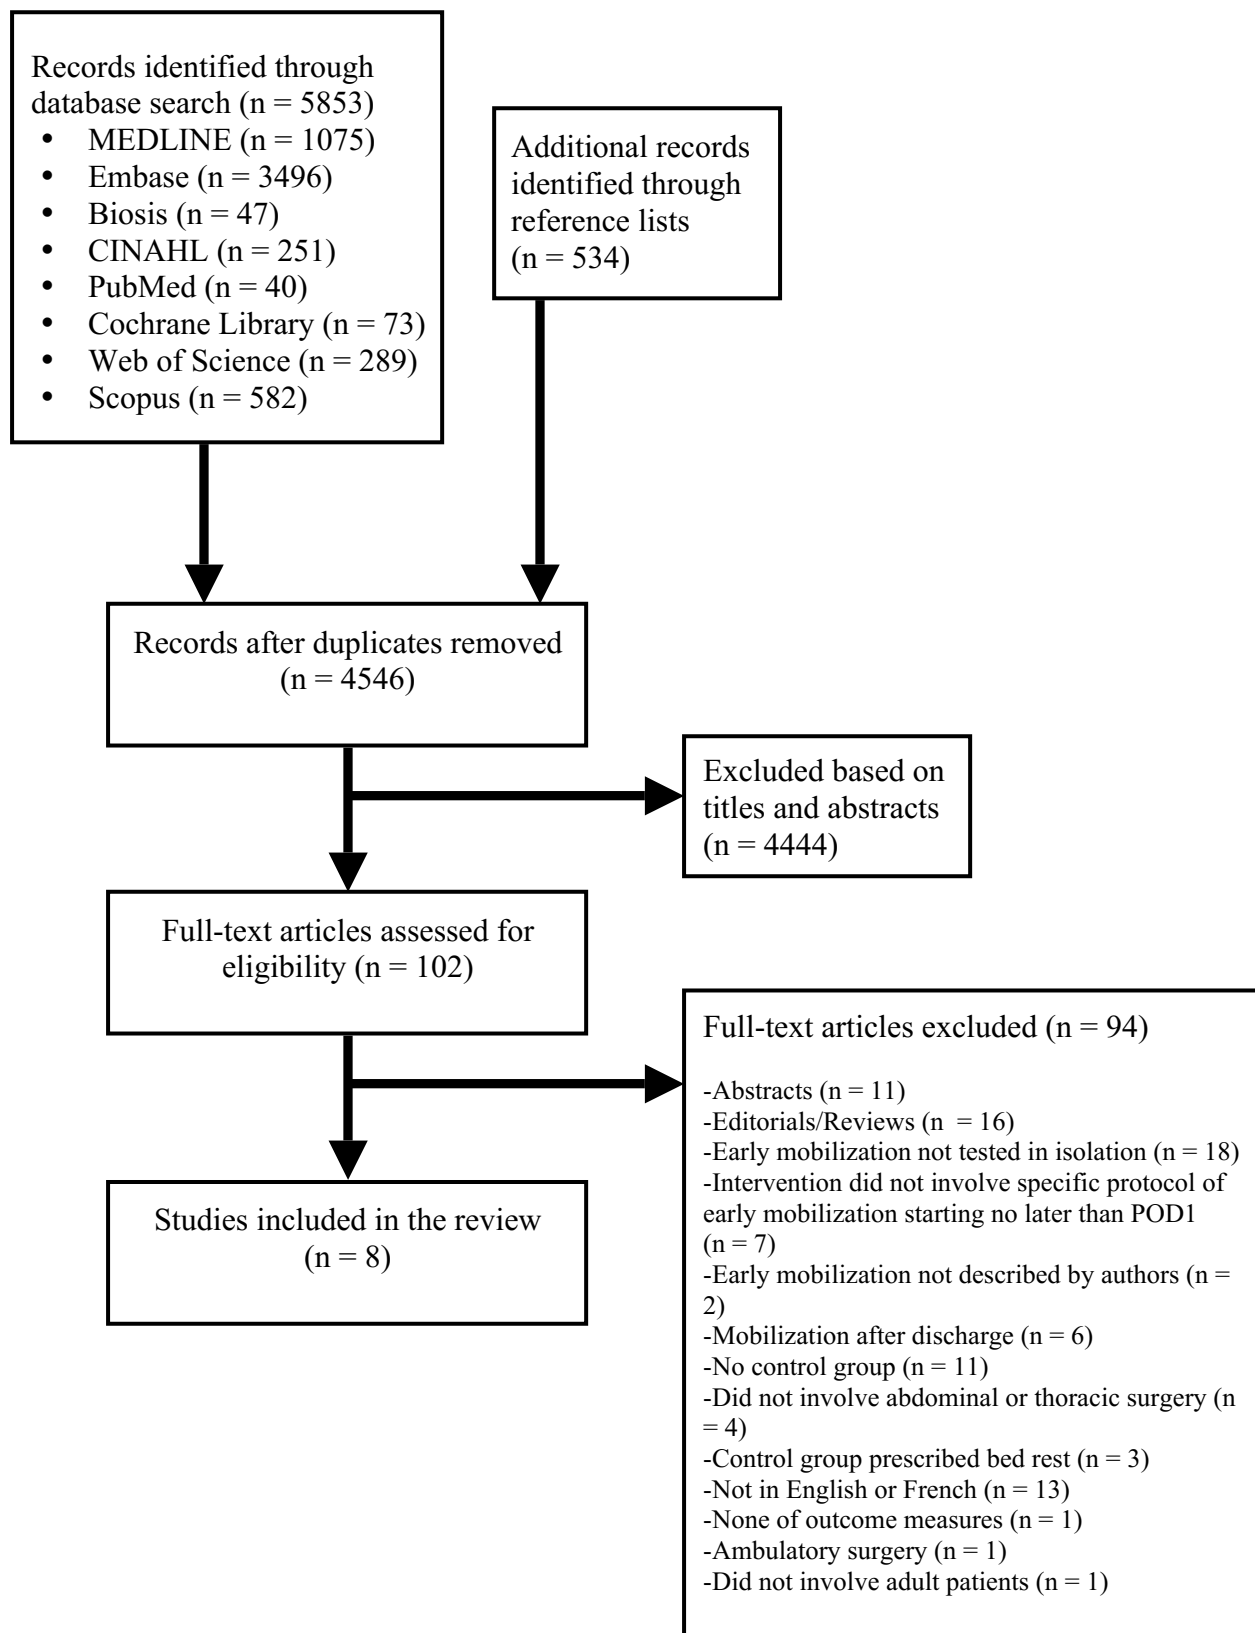 Records identified through
database search (n = 5853)
• MEDLINE (n = 1075)
• Embase (n = 3496)
• Biosis (n = 47)
• CINAHL (n = 251)
• PubMed (n = 40)
• Cochrane Library (n = 73)
• Web of Science (n = 289)
• Scopus (n = 582)
Additional records
identified through
reference lists
(n = 534)
Records after duplicates removed
(n = 4546)
Excluded based on
titles and abstracts
(n = 4444)
Full-text articles assessed for
eligibility (n = 102)
Full-text articles excluded (n = 94)
-Abstracts (n = 11)
-Editorials/Reviews (n  = 16)
-Early mobilization not tested in isolation (n = 18)
-Intervention did not involve specific protocol of
early mobilization starting no later than POD1
(n = 7)
-Early mobilization not described by authors (n =
2)
-Mobilization after discharge (n = 6)
-No control group (n = 11)
-Did not involve abdominal or thoracic surgery (n
= 4)
-Control group prescribed bed rest (n = 3)
-Not in English or French (n = 13)
-None of outcome measures (n = 1)
-Ambulatory surgery (n = 1)
-Did not involve adult patients (n = 1)
Studies included in the review
(n = 8)